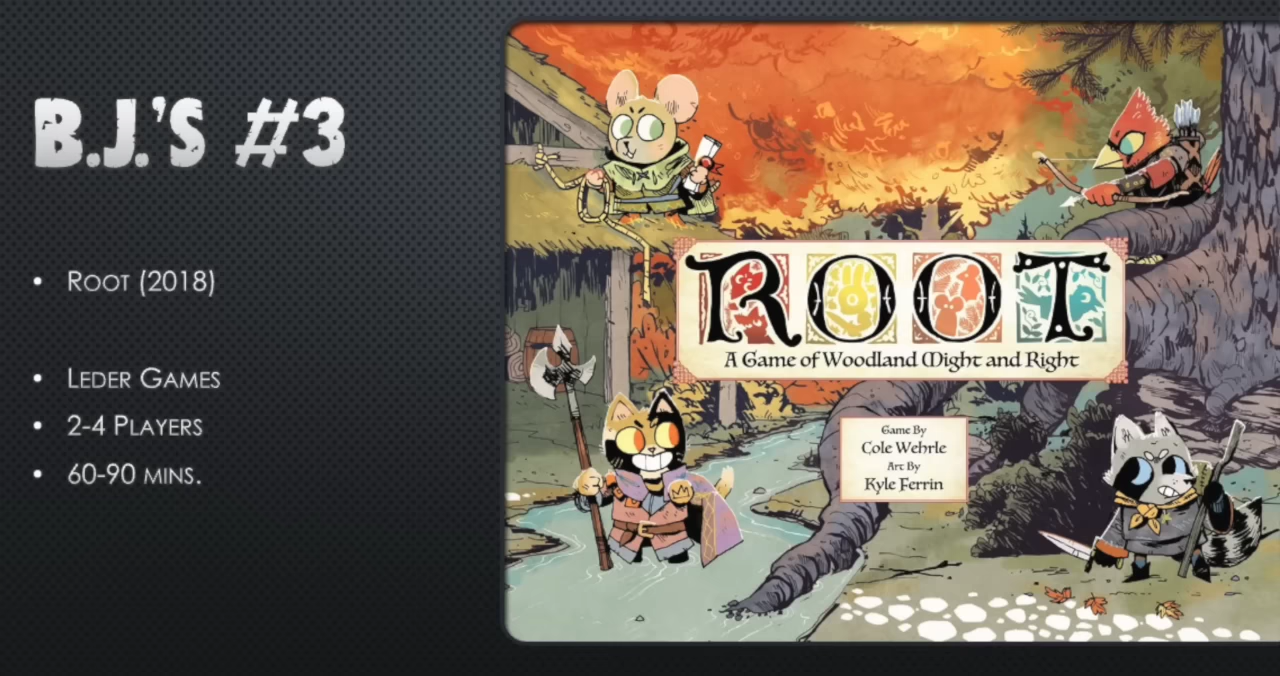 B.J.'S #3
ROOT (2018)
LEDER GAMES
2-4 PLAYERS
60-90 MINS.
ROOT
A Game of Woodland Might and Right
Game By
Cole Wehrle
Art By
Kyle Ferrin